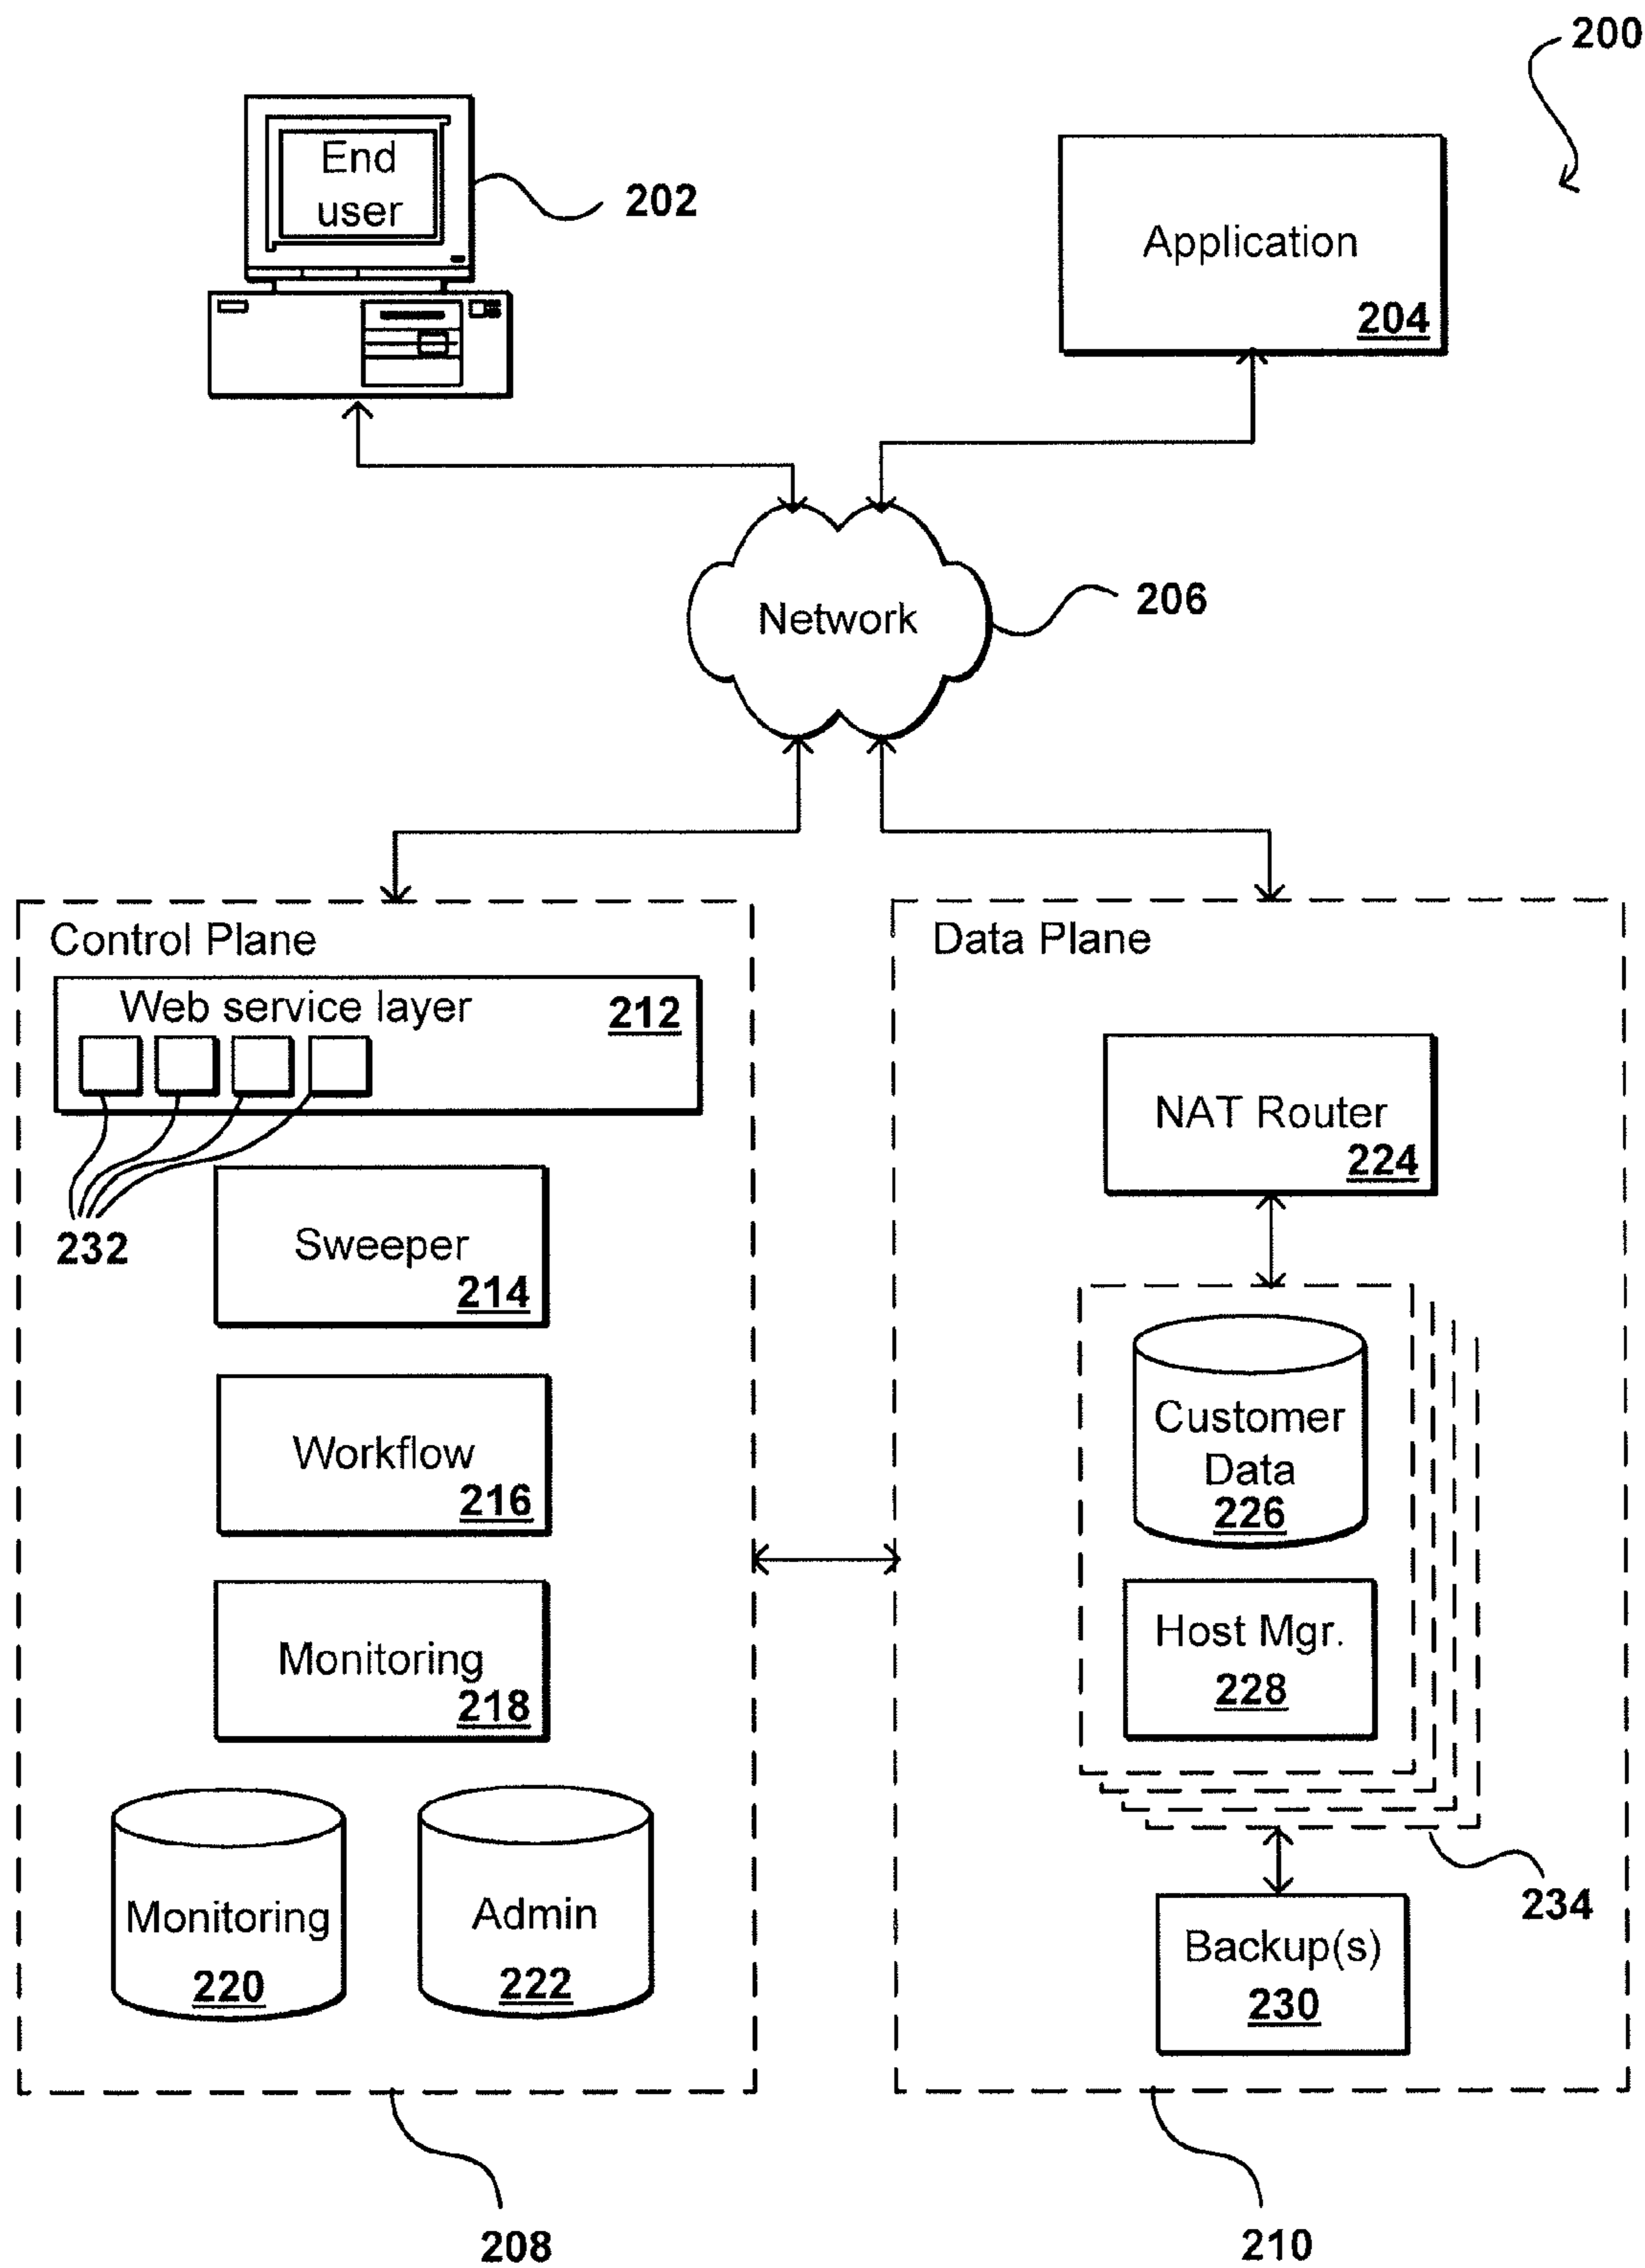 200
End
user
202
Application
204
Network
206
Control Plane
Web service layer
212
232
Sweeper
214
Workflow
216
Monitoring
218
Monitoring
220
Admin
222
208
Data Plane
NAT Router
224
Customer
Data
226
Host Mgr.
228
234
Backup(s)
230
210